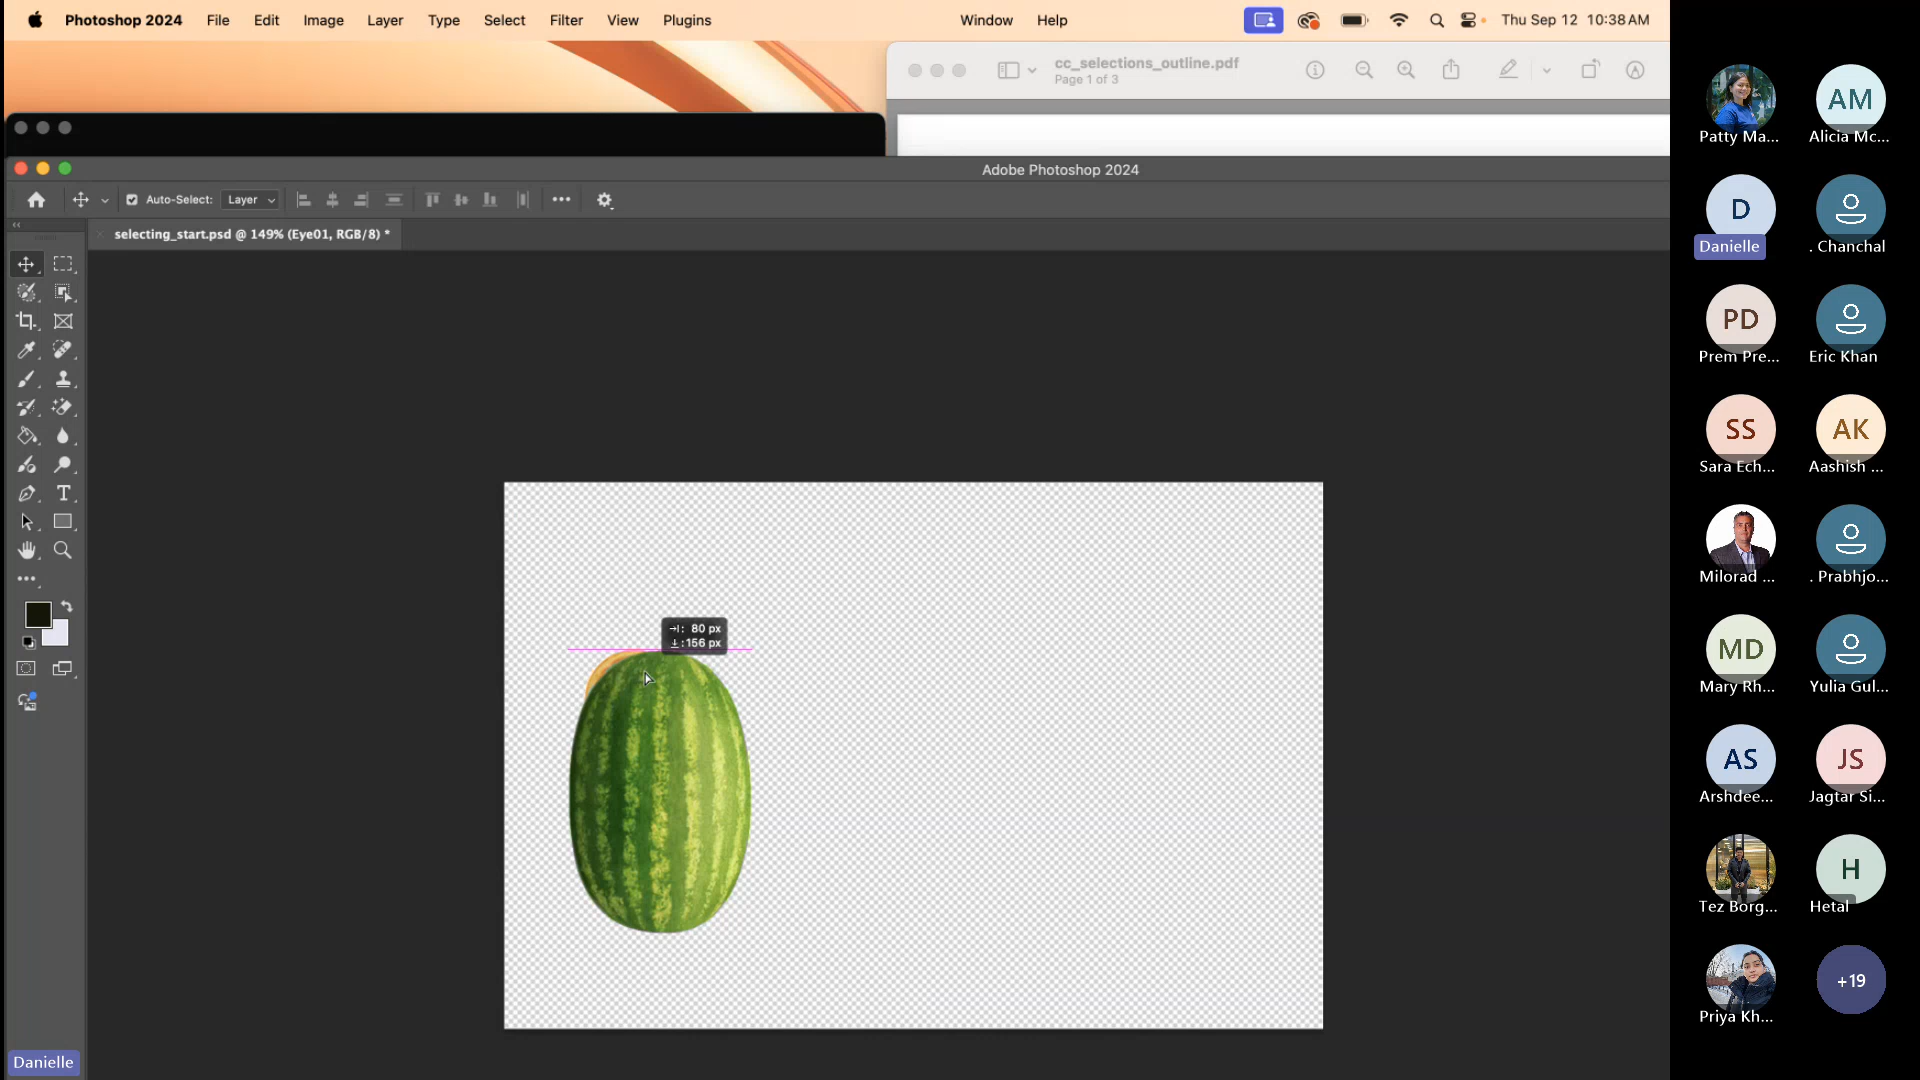 Photoshop 2024 File Edit Image Layer Type Select Filter View Plugins Window Help Thu Sep 12 10:38 AM
cc_selections_outline.pdf
Page 1 of 3
Adobe Photoshop 2024
Auto-Select: Layer
selecting_start.psd @ 149% (Eye01, RGB/8) *
80 px
156 px
Danielle
Patty Ma...
AM
Alicia Mc...
D
Danielle
. Chanchal
PD
Prem Pre...
Eric Khan
SS
Sara Ech...
AK
Aashish ...
Milorad ...
. Prabhjo...
MD
Mary Rh...
Yulia Gul...
AS
Arshdee...
JS
Jagtar Si...
Tez Borg...
H
Hetal
Priya Kh...
+19